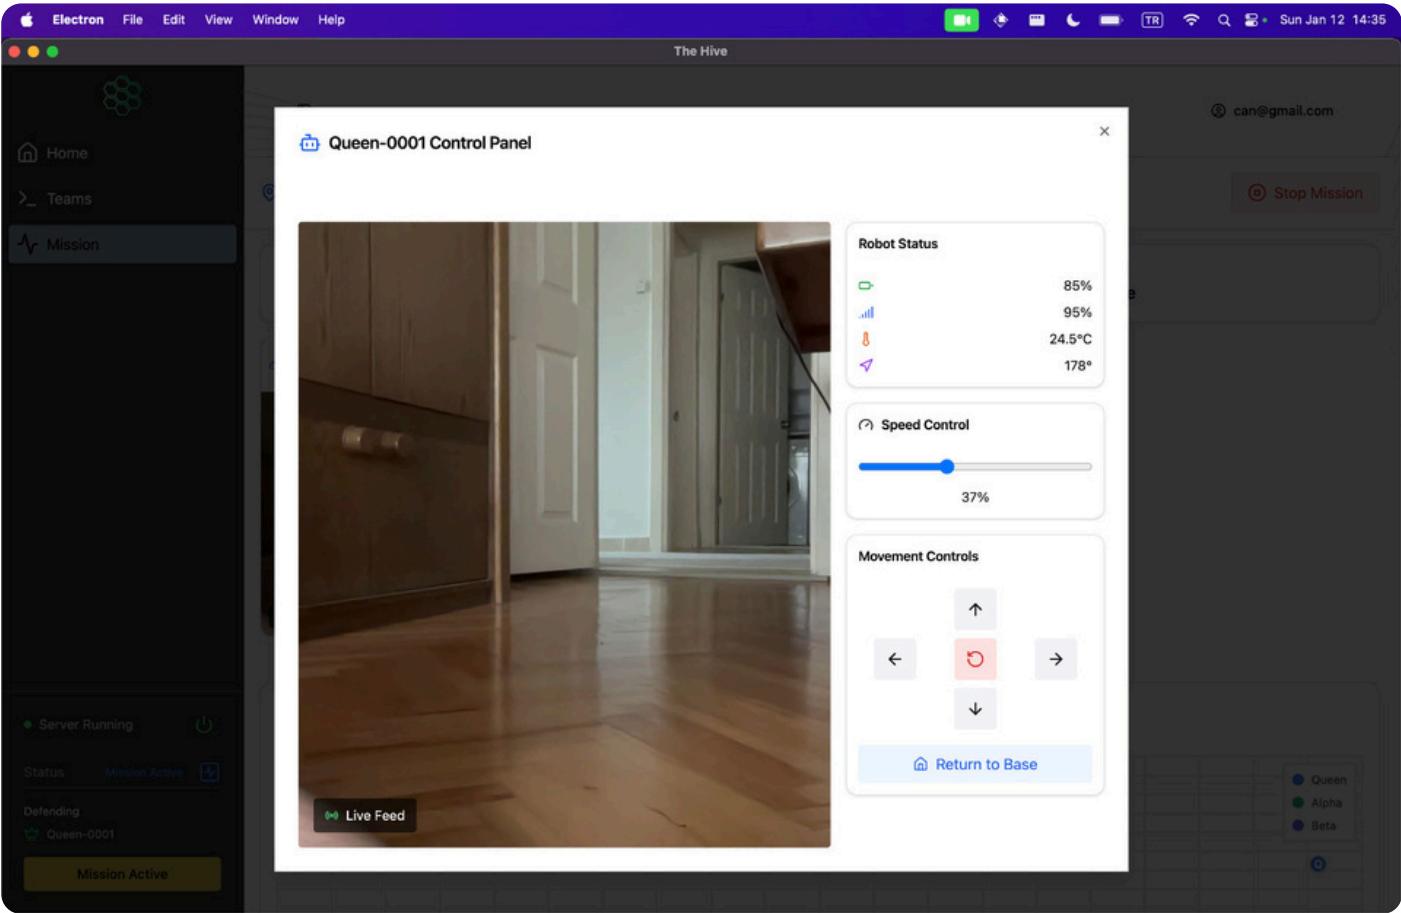 Electron File Edit View Window Help TR Sun Jan 12 14:35
The Hive
can@gmail.com
Home
Teams
Mission
Stop Mission
Queen-0001 Control Panel
Live Feed
Robot Status
85%
95%
24.5°C
178°
Speed Control
37%
Movement Controls
Return to Base
Server Running
Status Mission Active
Defending
Queen-0001
Mission Active
Queen
Alpha
Beta